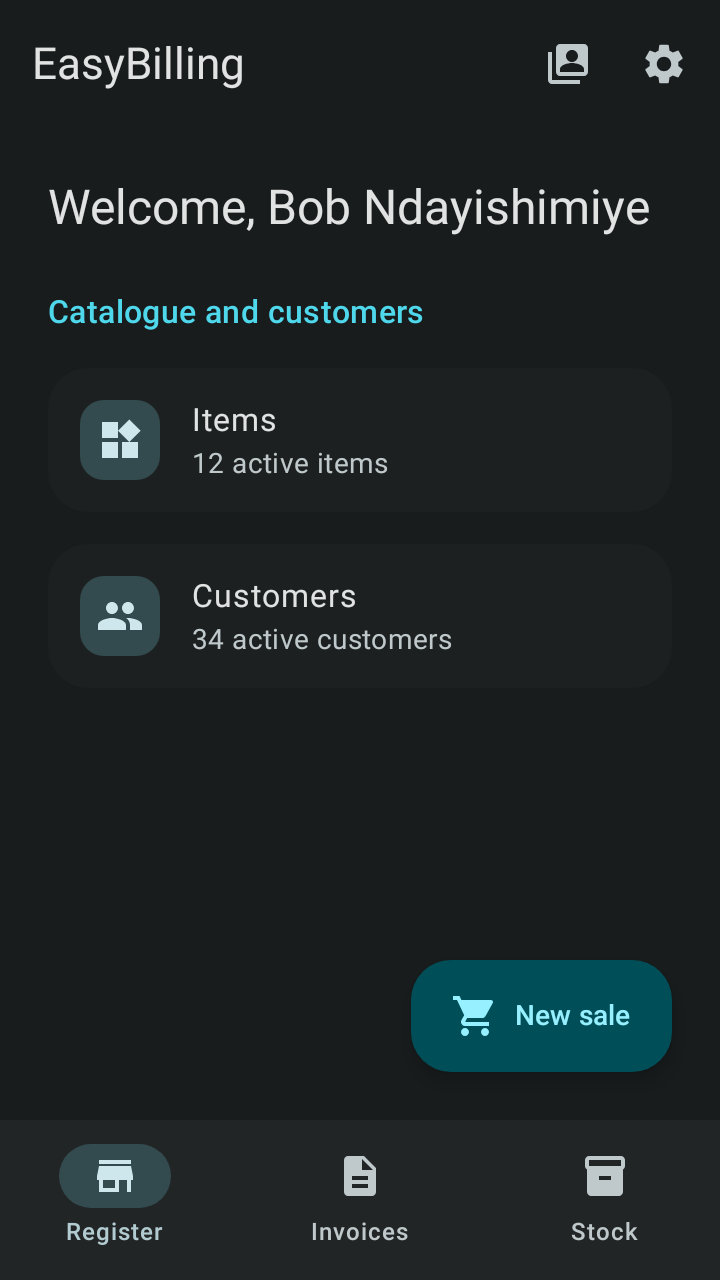 EasyBilling
Welcome, Bob Ndayishimiye
Catalogue and customers
Items
12 active items
Customers
34 active customers
New sale
Register
Invoices
Stock